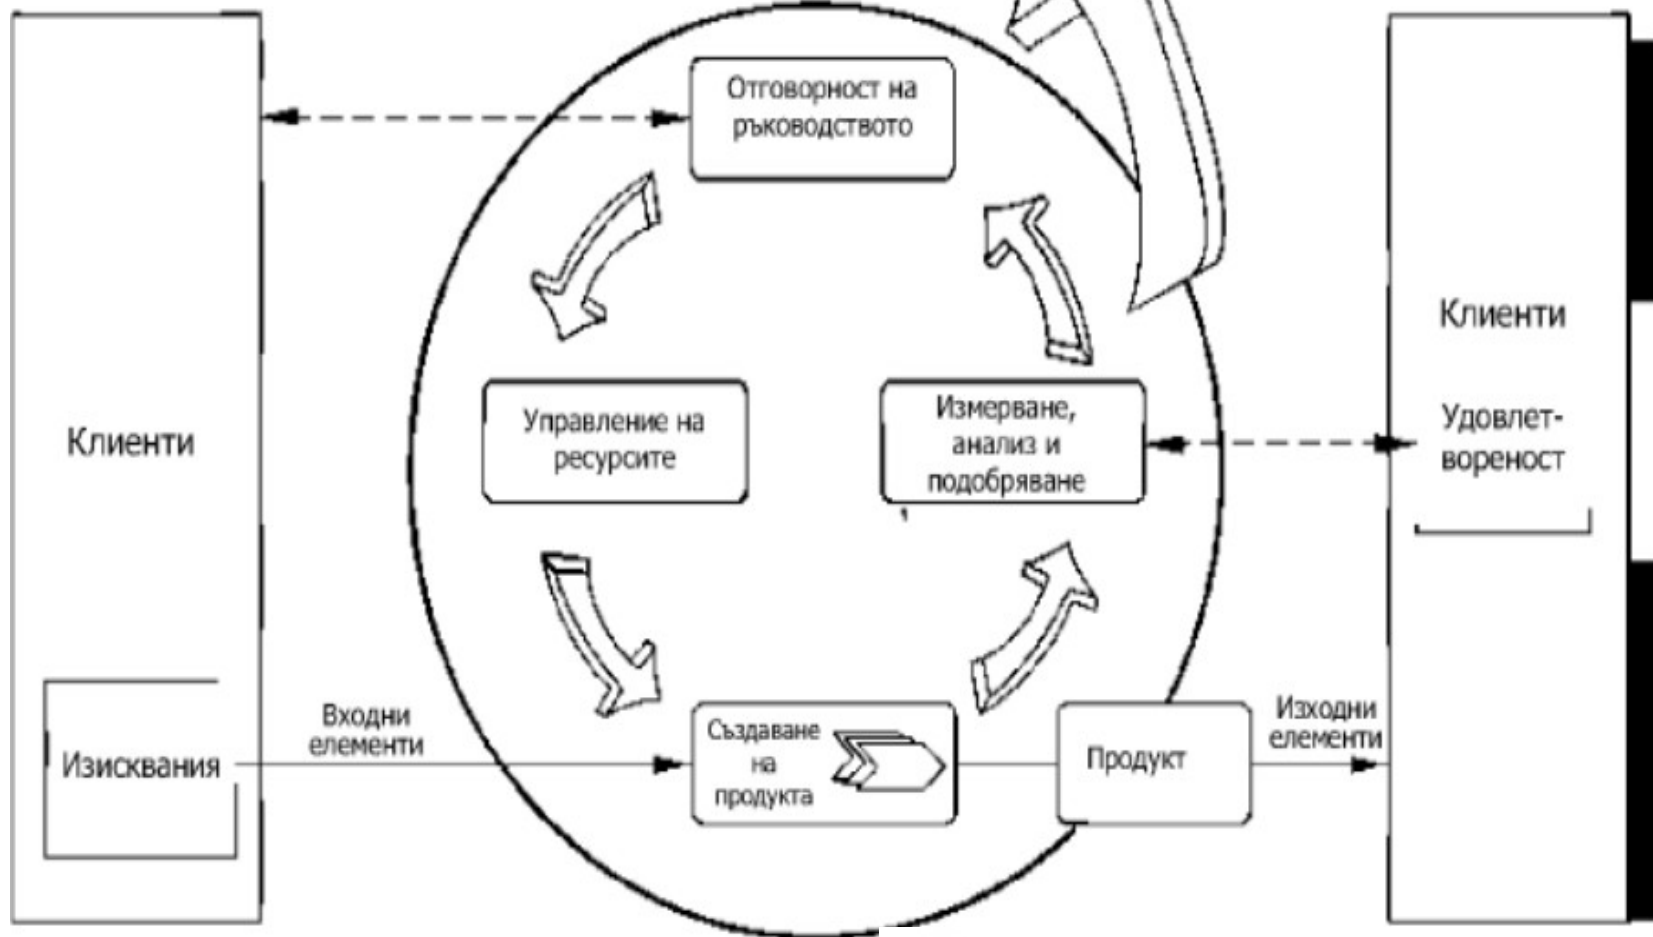 Отговорност на
ръководството
Клиенти
Управление на
ресурсите
Измерване,
анализ и
подобряване
Клиенти
Удовлет-
вореност
Изисквания
Входни
елементи
Създаване
на
продукта
Продукт
Изходни
елементи